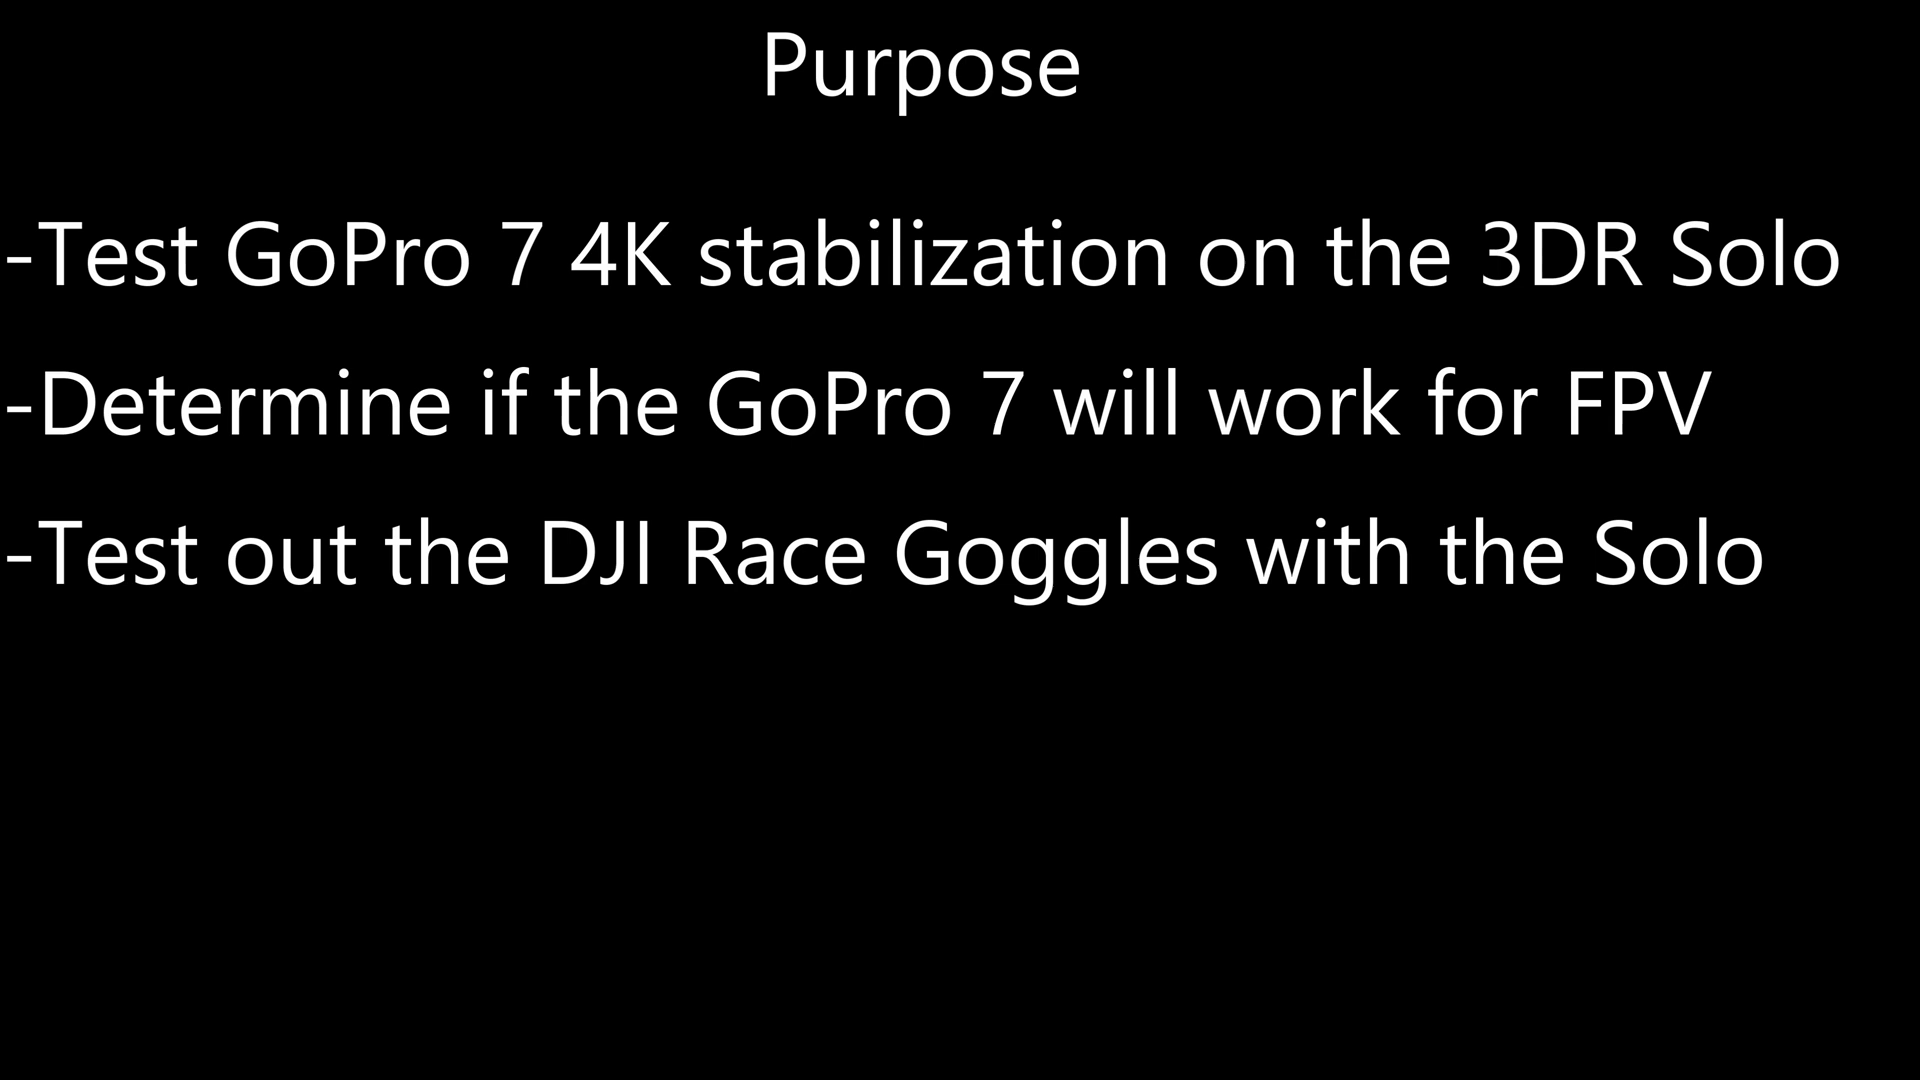 Purpose
-Test GoPro 7 4K stabilization on the 3DR Solo
-Determine if the GoPro 7 will work for FPV
-Test out the DJI Race Goggles with the Solo